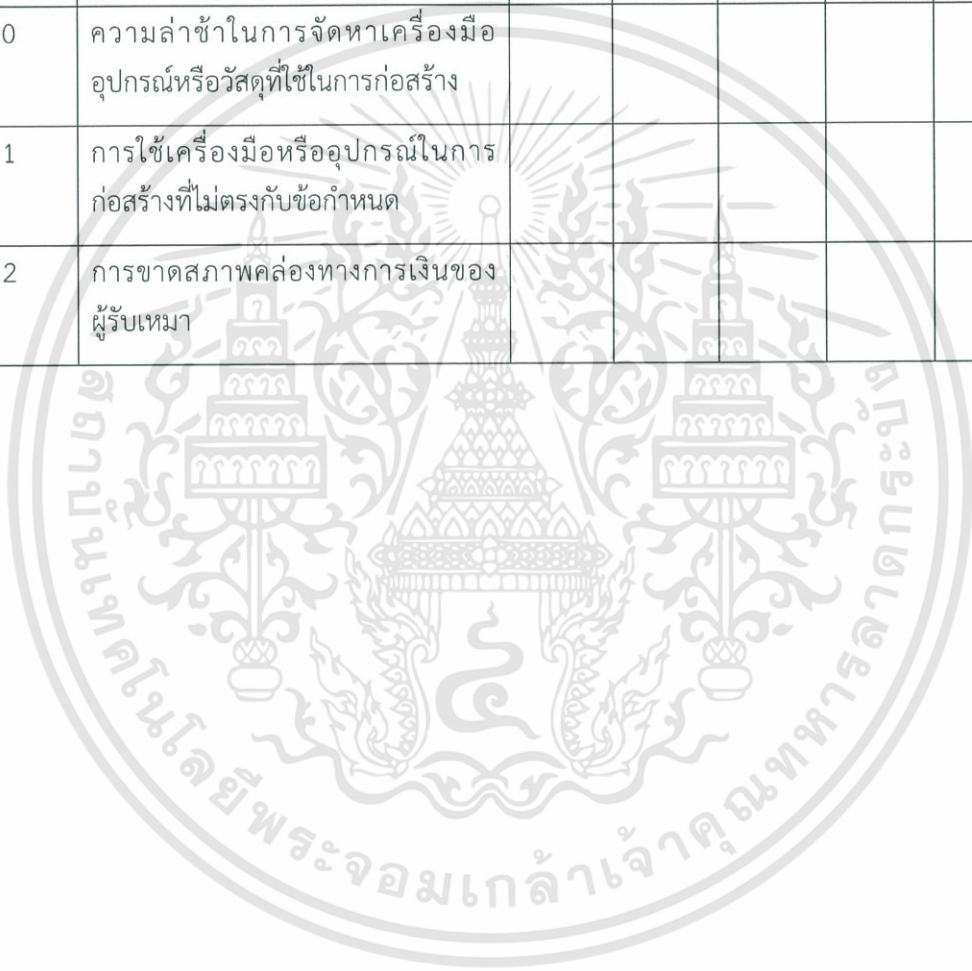 0 ความล่าช้าในการจัดหาเครื่องมือ
อุปกรณ์หรือวัสดุที่ใช้ในการก่อสร้าง
1 การใช้เครื่องมือหรืออุปกรณ์ในการ
ก่อสร้างที่ไม่ตรงกับข้อกำหนด
2 การขาดสภาพคล่องทางการเงินของ
ผู้รับเหมา
สถาบันเทคโนโลยีพระจอมเกล้าเจ้าคุณทหารลาดกระบัง